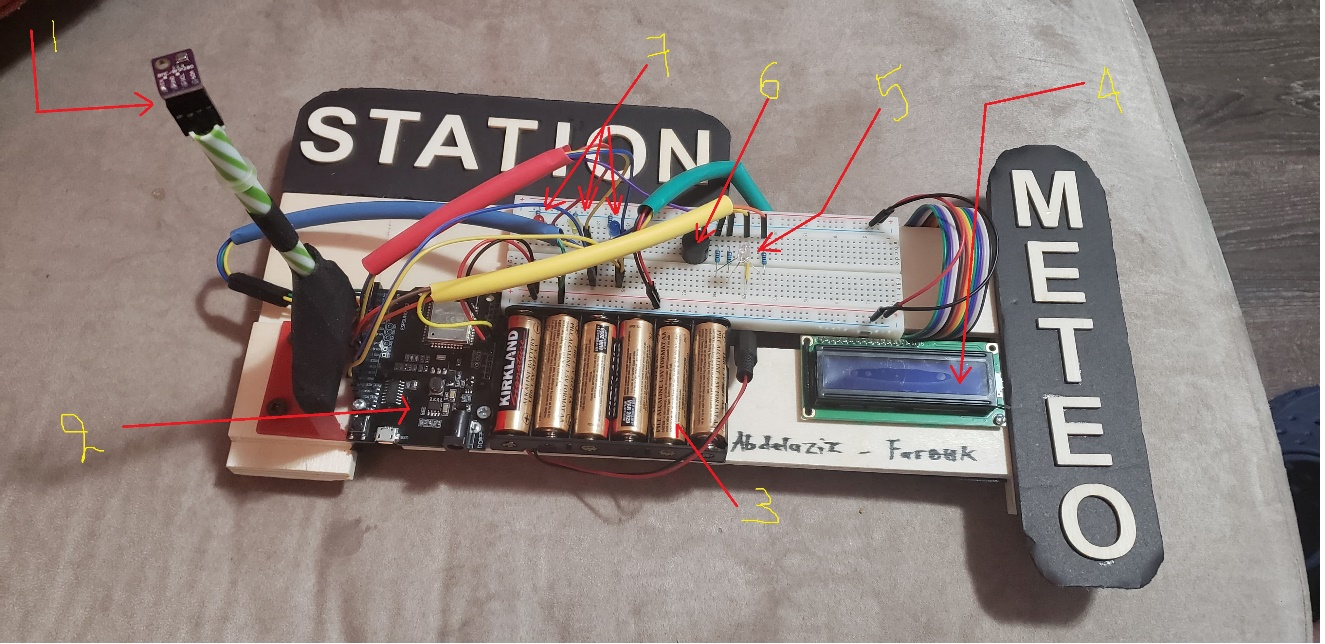 1
7
6
5
4
STATION
METEO
KIRKLAND
2
Abdelaziz - Farouk
3